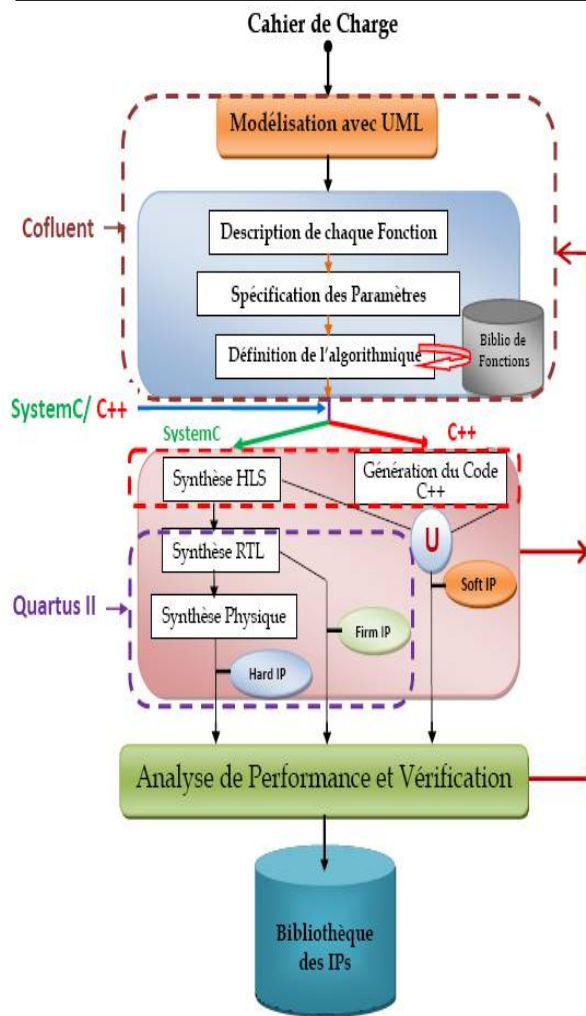 Cahier de Charge
Modélisation avec UML
Cofluent
Description de chaque Fonction
Spécification des Paramètres
Définition de l'algorithmique
Biblio de
Fonctions
SystemC/ C++
SystemC
C++
Synthèse HLS
Génération du Code
C++
U
Synthèse RTL
Soft IP
Quartus II
Synthèse Physique
Firm IP
Hard IP
Analyse de Performance et Vérification
Bibliothèque
des IPs